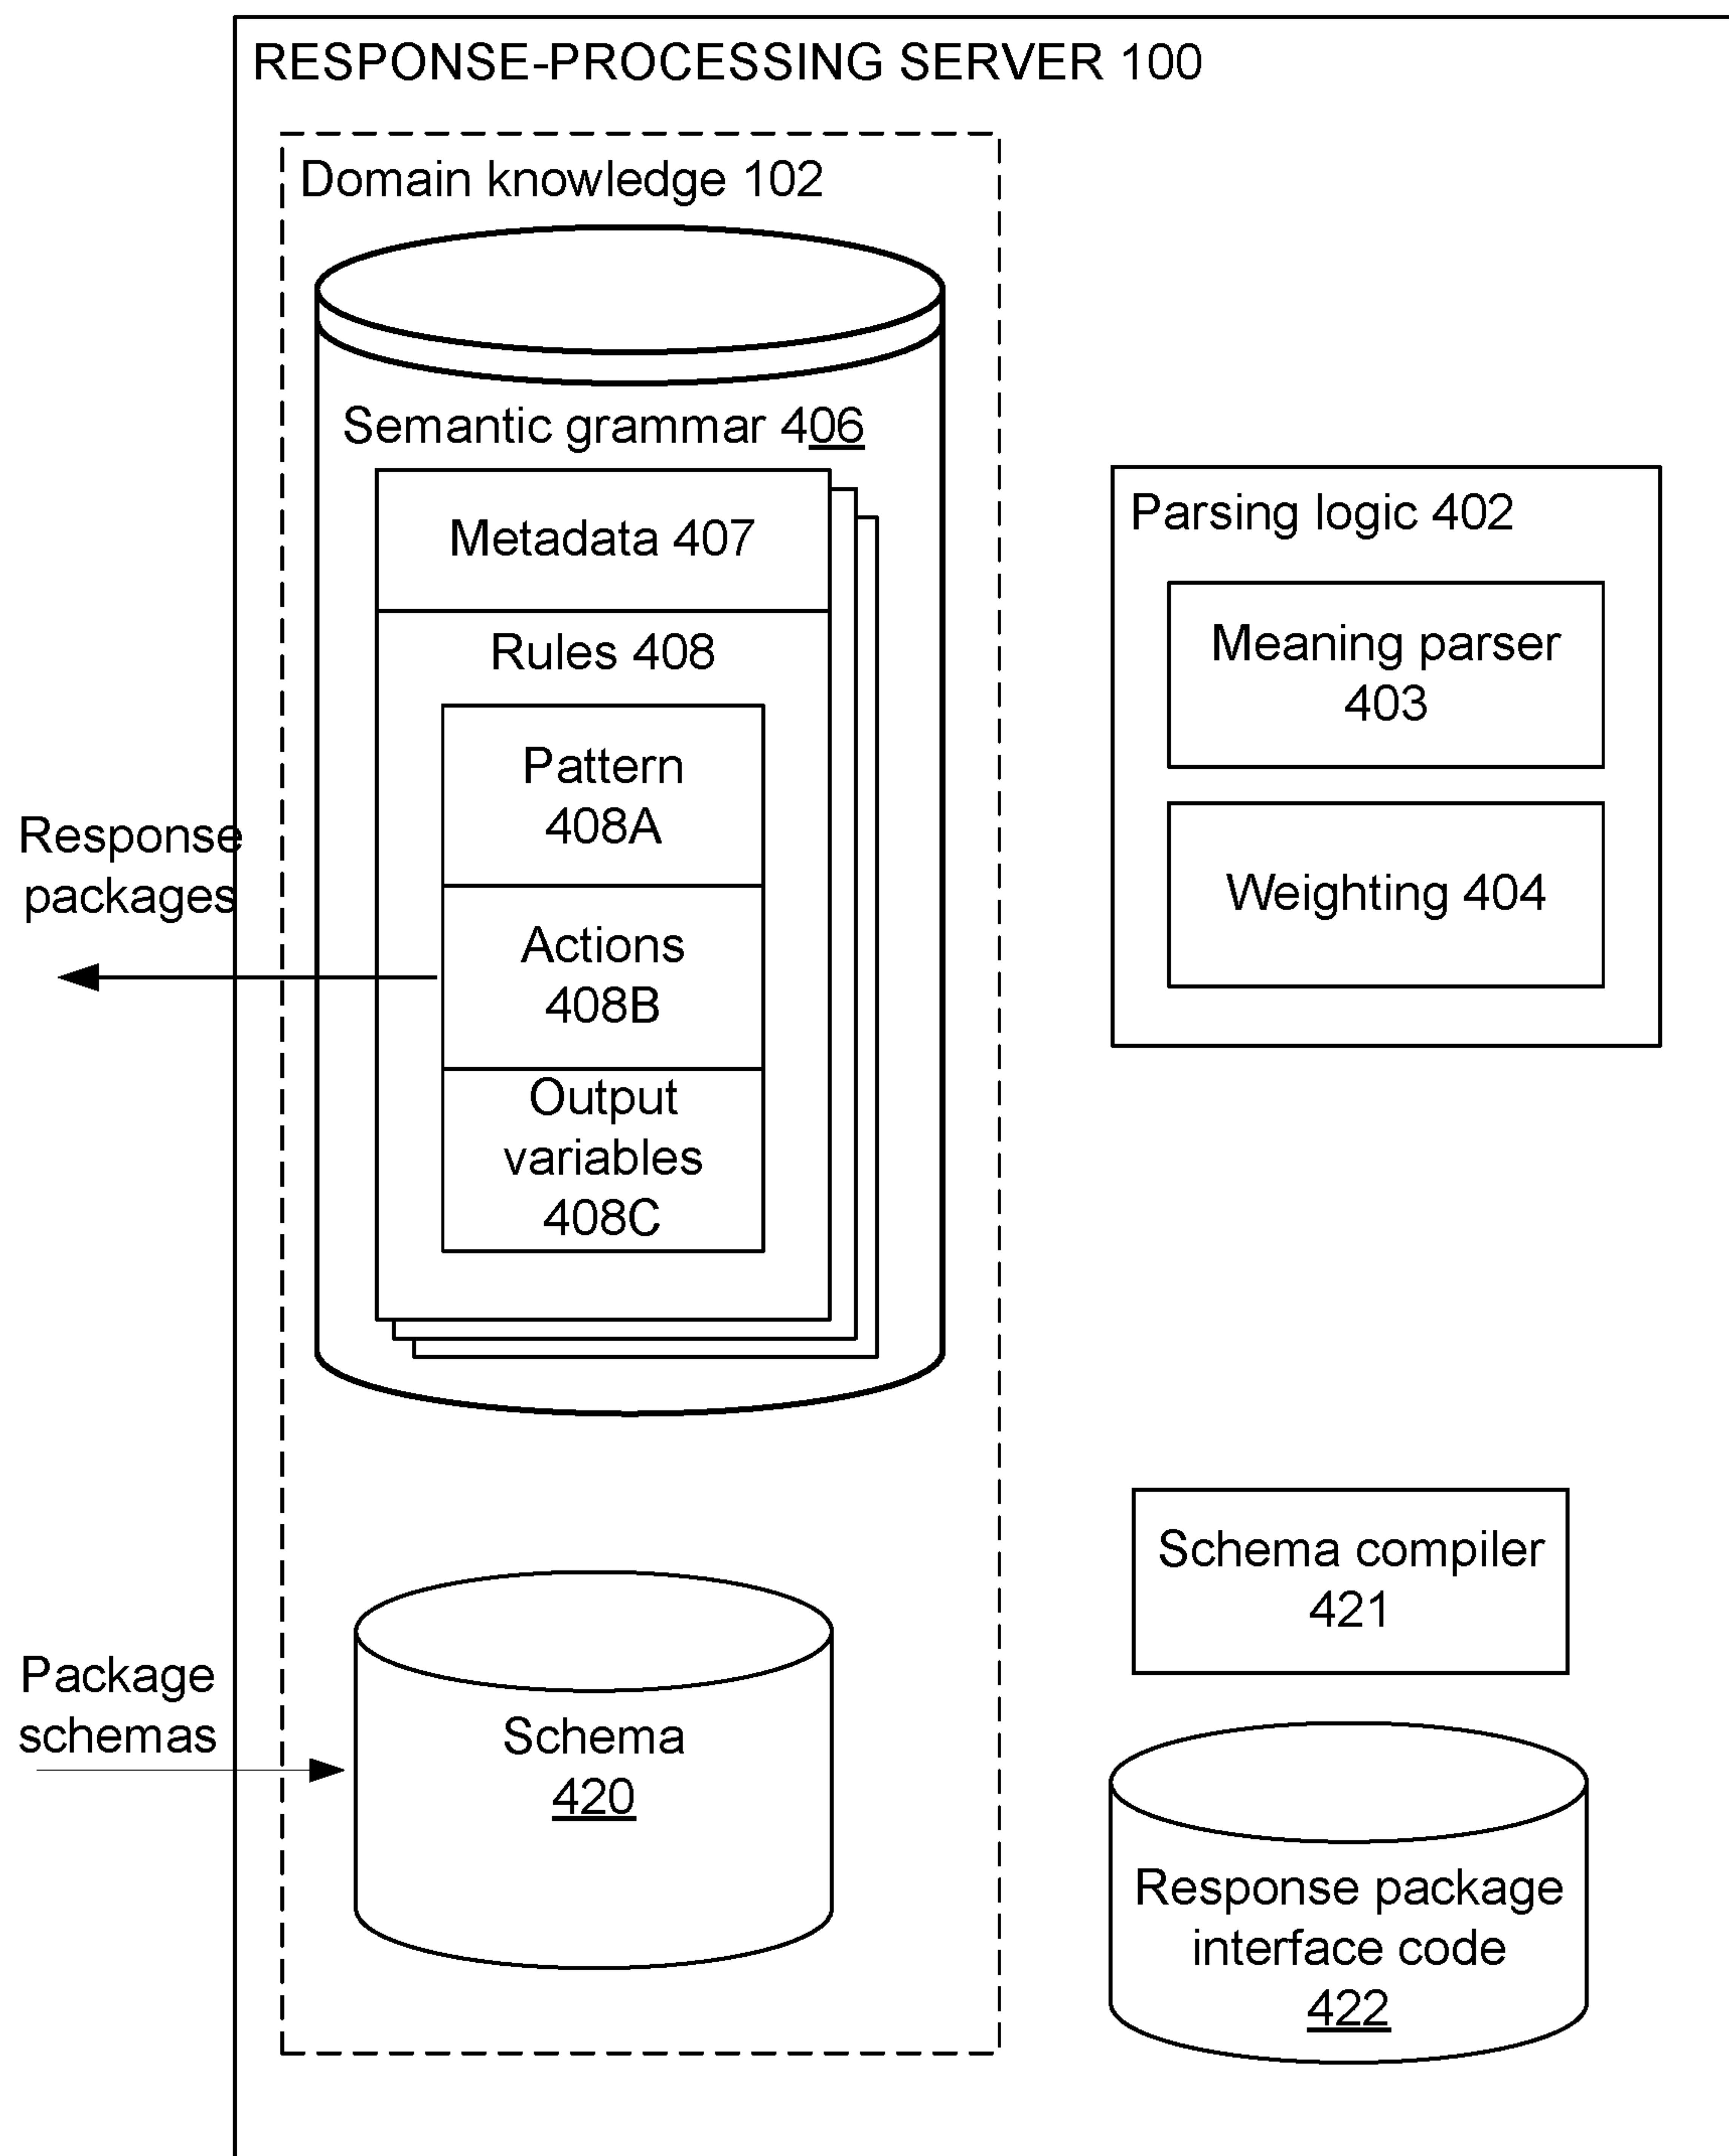 RESPONSE-PROCESSING SERVER 100
Domain knowledge 102
Semantic grammar 406
Metadata 407
Rules 408
Pattern
408A
Actions
408B
Output
variables
408C
Response
packages
Parsing logic 402
Meaning parser
403
Weighting 404
Package
schemas
Schema
420
Schema compiler
421
Response package
interface code
422